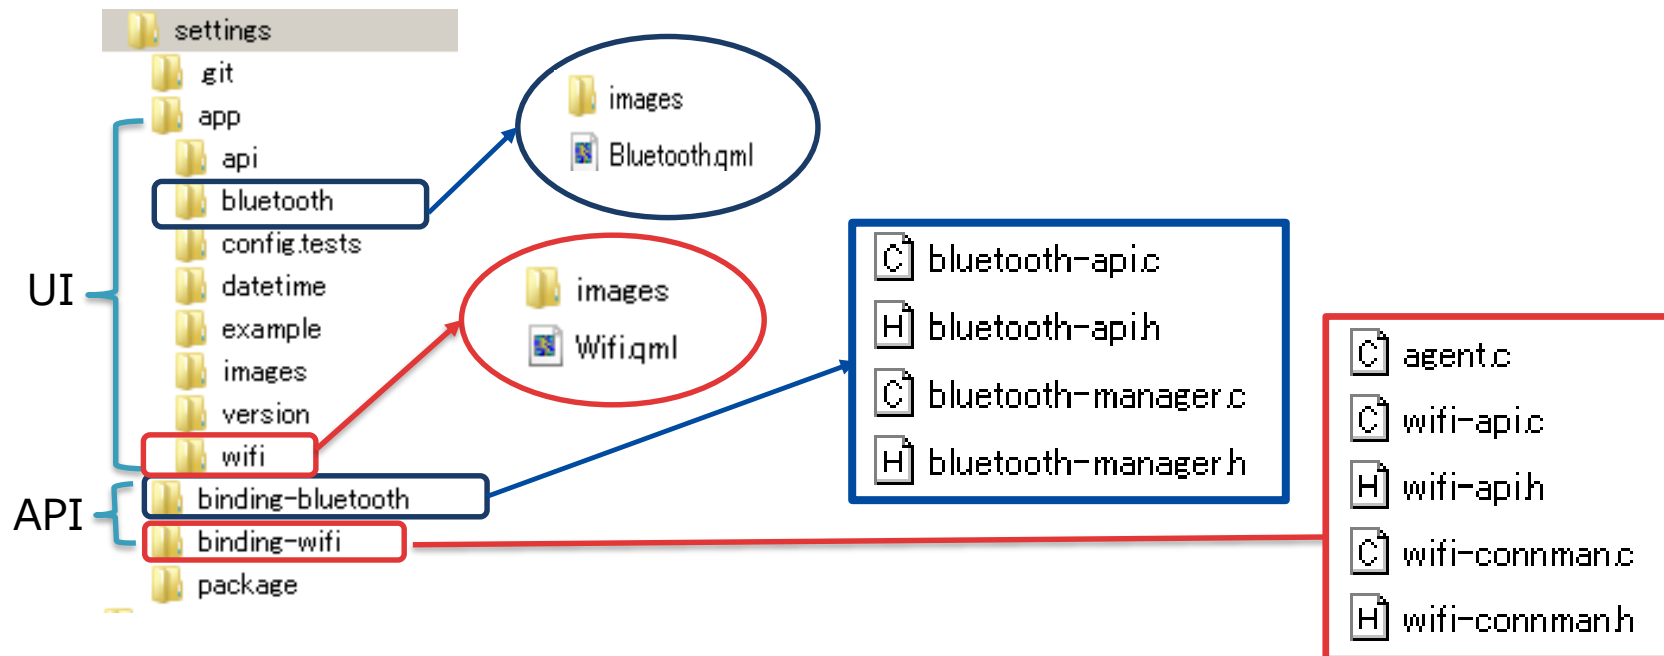 settings
.git
app
api
bluetooth
config.tests
datetime
example
images
version
wifi
binding-bluetooth
binding-wifi
package
UI
API
images
Bluetooth.qml
images
Wifi.qml
bluetooth-api.c
bluetooth-api.h
bluetooth-manager.c
bluetooth-manager.h
agent.c
wifi-api.c
wifi-api.h
wifi-connman.c
wifi-connman.h